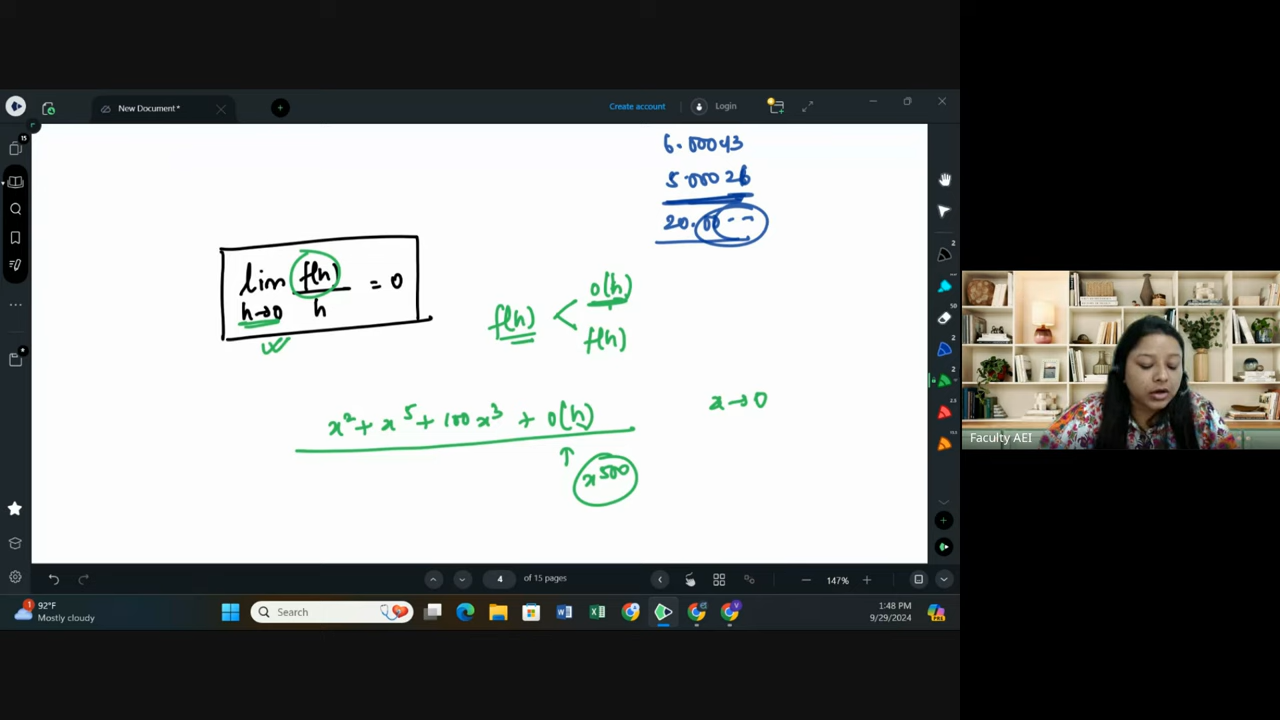 New Document*
Create account
Login
15
6.00043
5.00026
20.00--
lim f(h)/h = 0
h→0
f(h) < o(h)
f(h)
x² + x⁵ + 100x³ + o(h)
x → 0
x⁵⁰⁰
Faculty AEI
4 of 15 pages
147%
92°F
Mostly cloudy
Search
1:48 PM
9/29/2024